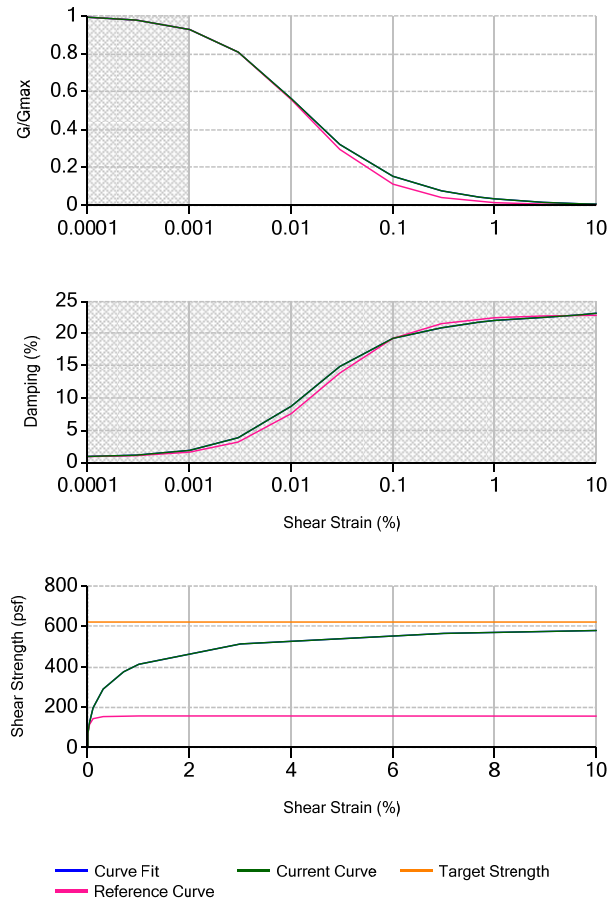 1
0.8
0.6
0.4
0.2
0
G/Gmax
0.0001 0.001 0.01 0.1 1 10
25
20
15
10
5
0
Damping (%)
0.0001 0.001 0.01 0.1 1 10
Shear Strain (%)
800
600
400
200
0
Shear Strength (psf)
0 2 4 6 8 10
Shear Strain (%)
Curve Fit Current Curve Target Strength
Reference Curve